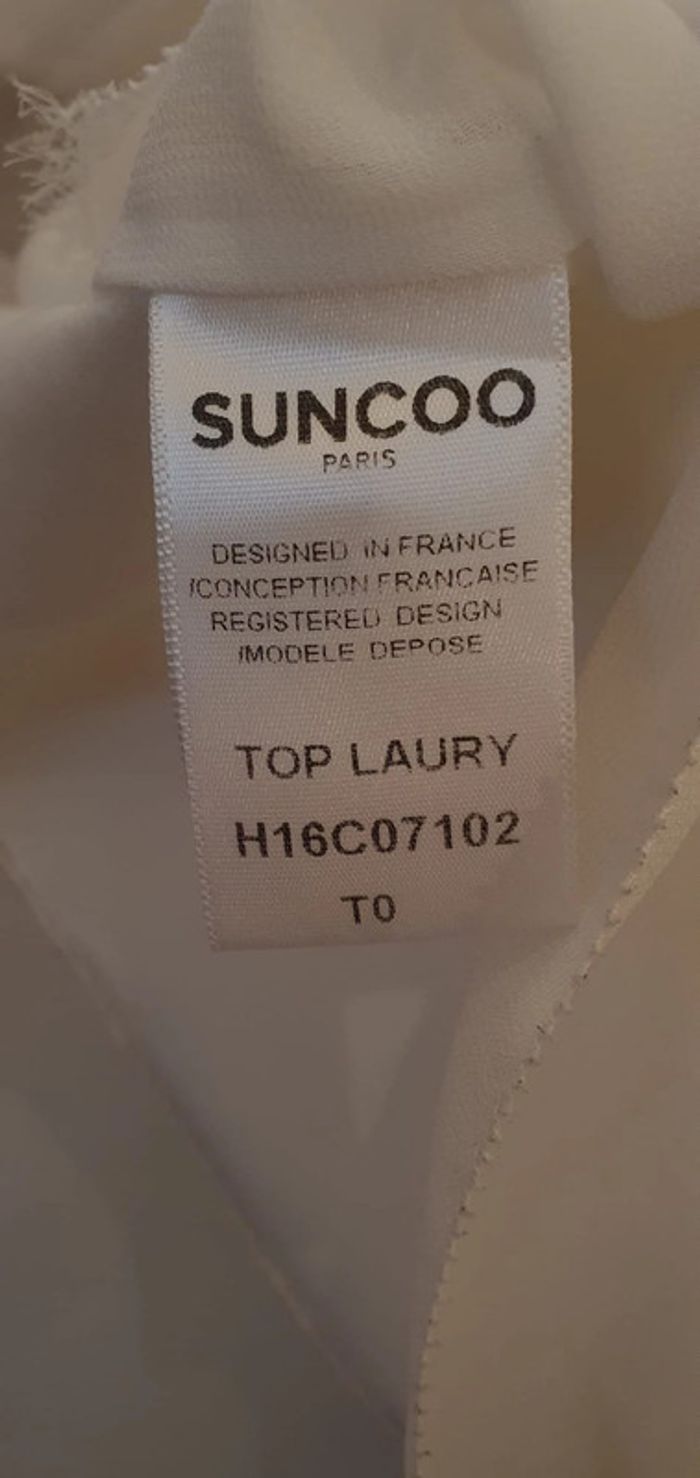 SUNCOO
PARIS
DESIGNED IN FRANCE
/CONCEPTION FRANCAISE
REGISTERED DESIGN
/MODELE DEPOSE
TOP LAURY
H16C07102
T0